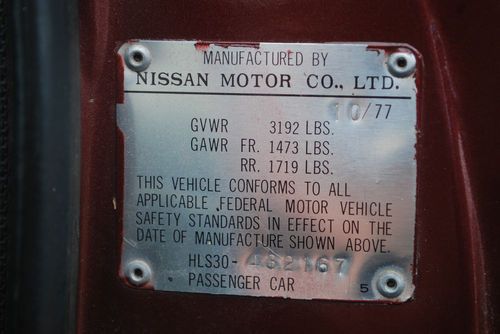 MANUFACTURED BY
NISSAN MOTOR CO., LTD.
10/77
GVWR 3192 LBS.
GAWR FR. 1473 LBS.
RR. 1719 LBS.
THIS VEHICLE CONFORMS TO ALL
APPLICABLE FEDERAL MOTOR VEHICLE
SAFETY STANDARDS IN EFFECT ON THE
DATE OF MANUFACTURE SHOWN ABOVE.
HLS30-432167
PASSENGER CAR 5